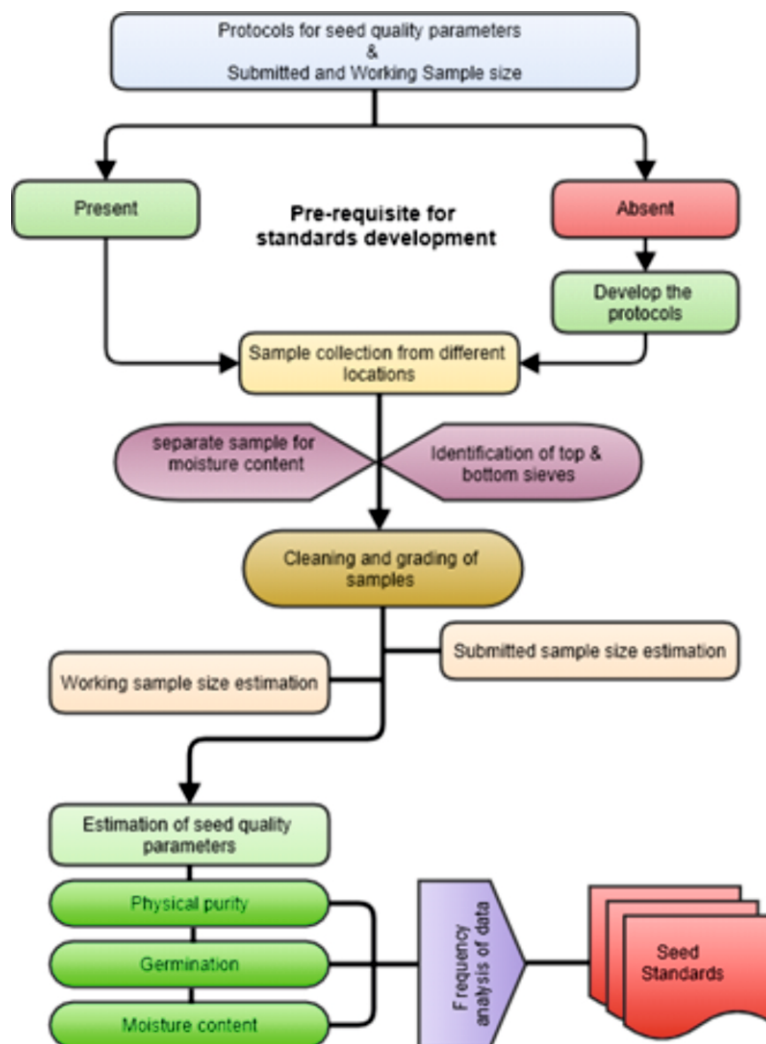 Protocols for seed quality parameters
&
Submitted and Working Sample size
Present
Pre-requisite for
standards development
Absent
Develop the
protocols
Sample collection from different
locations
separate sample for
moisture content
Identification of top &
bottom sieves
Cleaning and grading of
samples
Submitted sample size estimation
Working sample size estimation
Estimation of seed quality
parameters
Physical purity
Germination
Moisture content
Frequency
analysis of data
Seed
Standards